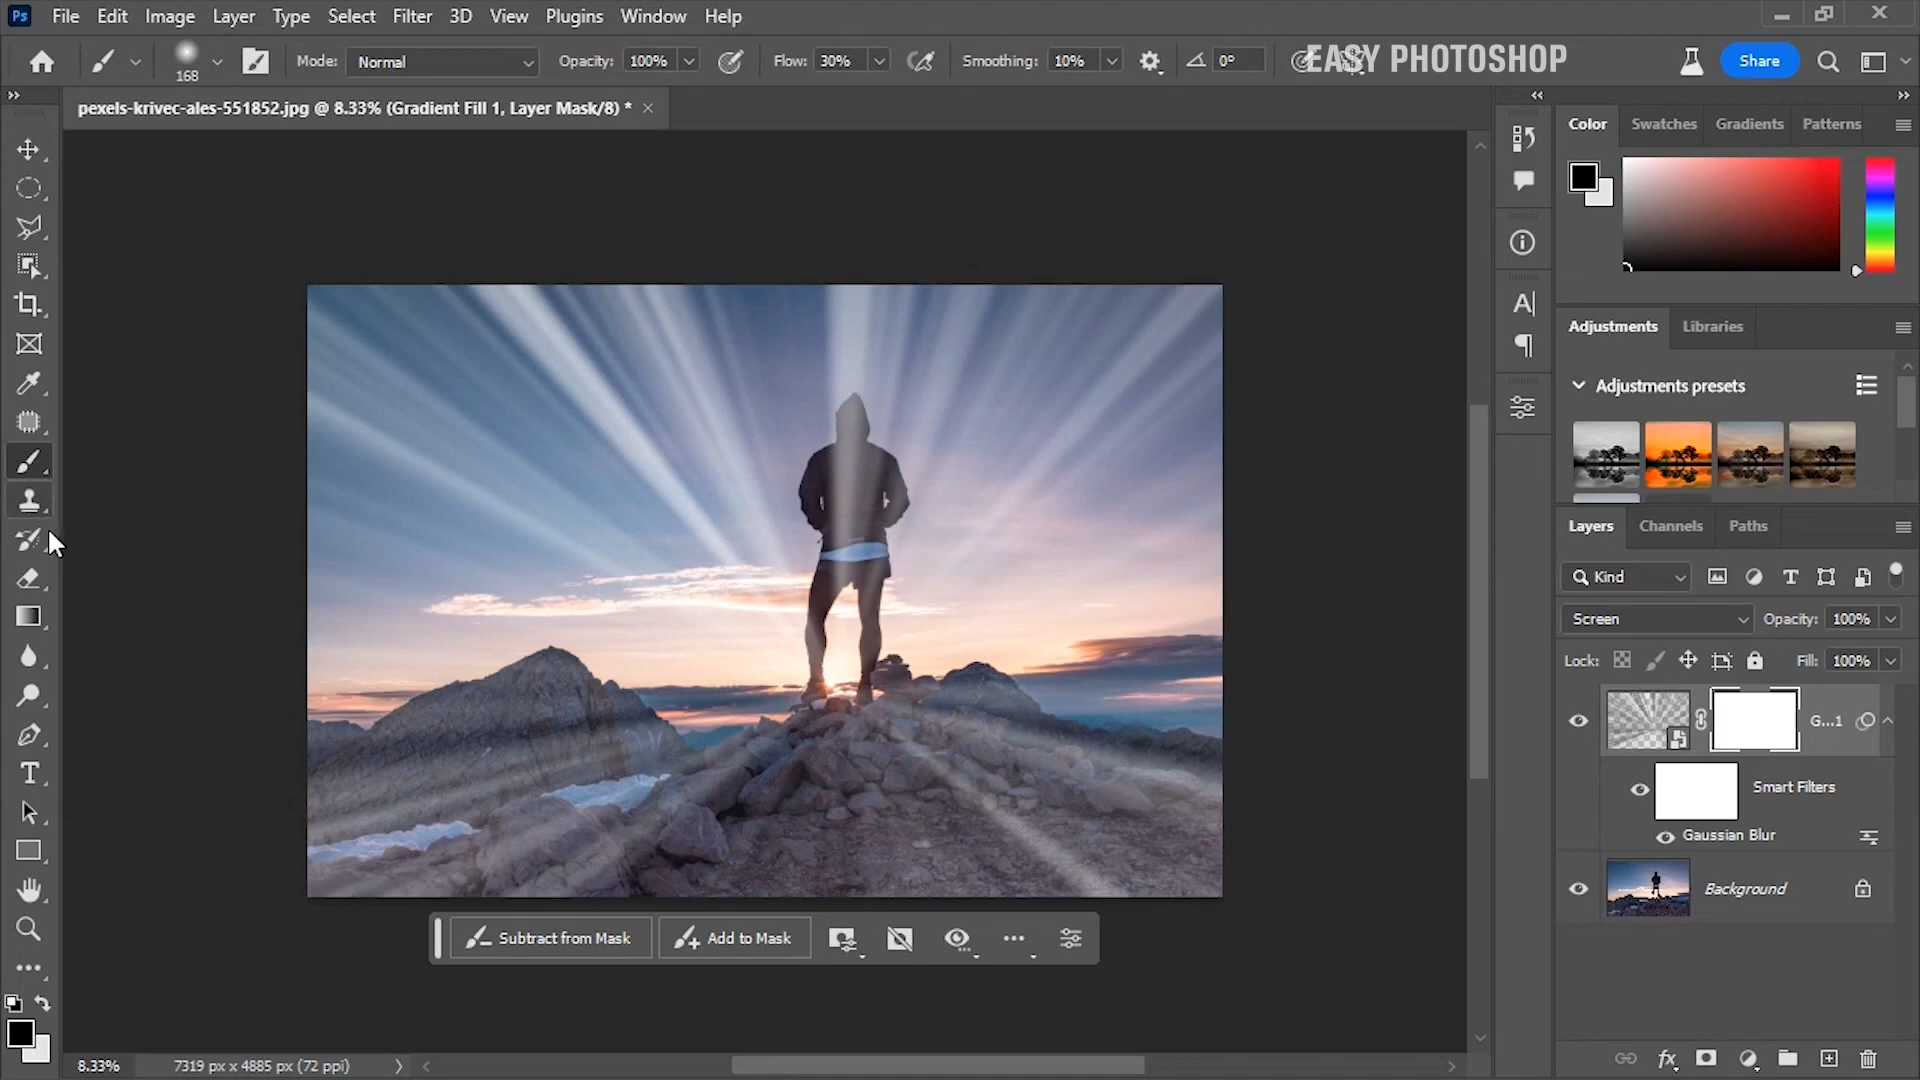 Ps File Edit Image Layer Type Select Filter 3D View Plugins Window Help
168 Mode: Normal Opacity: 100% Flow: 30% Smoothing: 10% 0° EASY PHOTOSHOP Share
pexels-krivec-ales-551852.jpg @ 8.33% (Gradient Fill 1, Layer Mask/8) *
Color Swatches Gradients Patterns
Adjustments Libraries
Adjustments presets
Layers Channels Paths
Kind
Screen Opacity: 100%
Lock: Fill: 100%
G...1
Smart Filters
Gaussian Blur
Background
Subtract from Mask Add to Mask
8.33% 7319 px x 4885 px (72 ppi)
fx